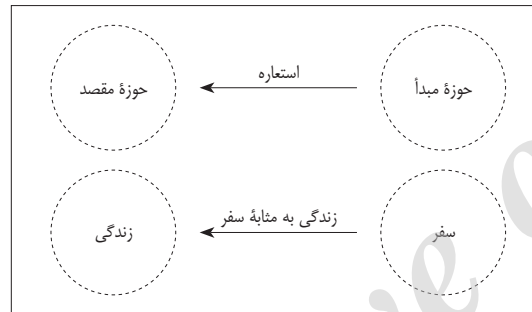 حوزهٔ مبدأ
استعاره
حوزهٔ مقصد
سفر
زندگی به مثابهٔ سفر
زندگی